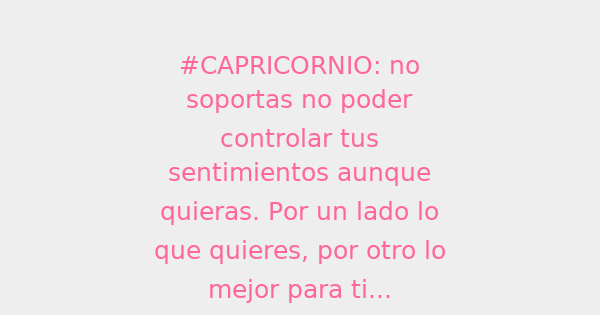 #CAPRICORNIO: no
soportas no poder
controlar tus
sentimientos aunque
quieras. Por un lado lo
que quieres, por otro lo
mejor para ti...